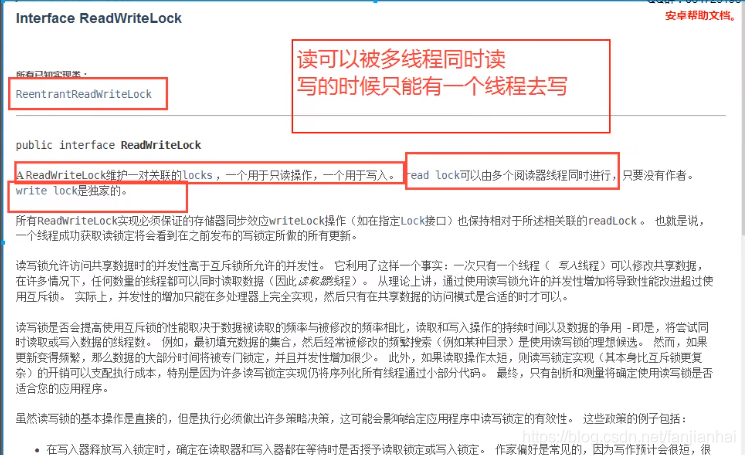 Interface ReadWriteLock
安卓帮助文档。
读可以被多线程同时读
写的时候只能有一个线程去写
所有已知实现类：
ReentrantReadWriteLock
public interface ReadWriteLock
A ReadWriteLock维护一对关联的locks ，一个用于只读操作，一个用于写入。 read lock可以由多个阅读器线程同时进行，只要没有作者。
write lock是独家的。
所有ReadWriteLock实现必须保证的存储器同步效应writeLock操作（如在指定Lock接口）也保持相对于所述相关联的readLock 。 也就是说，
一个线程成功获取读锁定将会看到在之前发布的写锁定所做的所有更新。
读写锁允许访问共享数据时的并发性高于互斥锁所允许的并发性。 它利用了这样一个事实：一次只有一个线程（ 写入线程）可以修改共享数据，
在许多情况下，任何数量的线程都可以同时读取数据（因此读取器线程）。 从理论上讲，通过使用读写锁允许的并发性增加将导致性能改进超过使
用互斥锁。 实际上，并发性的增加只能在多处理器上完全实现，然后只有在共享数据的访问模式是合适的时才可以。
读写锁是否会提高使用互斥锁的性能取决于数据被读取的频率与被修改的频率相比，读取和写入操作的持续时间以及数据的争用 -即是，将尝试同
时读取或写入数据的线程数。 例如，最初填充数据的集合，然后经常被修改的频繁搜索（例如某种目录）是使用读写锁的理想候选。 然而，如果
更新变得频繁，那么数据的大部分时间将被专门锁定，并且并发性增加很少。 此外，如果读取操作太短，则读写锁定实现（其本身比互斥锁更复
杂）的开销可以支配执行成本，特别是因为许多读写锁定实现仍将序列化所有线程通过小部分代码。 最终，只有剖析和测量将确定使用读写锁是否
适合您的应用程序。
虽然读写锁的基本操作是直接的，但是执行必须做出许多策略决策，这可能会影响给定应用程序中读写锁定的有效性。 这些政策的例子包括：
• 在写入器释放写入锁定时，确定在读取器和写入器都在等待时是否授予读取锁定或写入锁定。 作家偏好是常见的，因为写作预计会很短，很
https://blog.csdn.net/fanjianhai